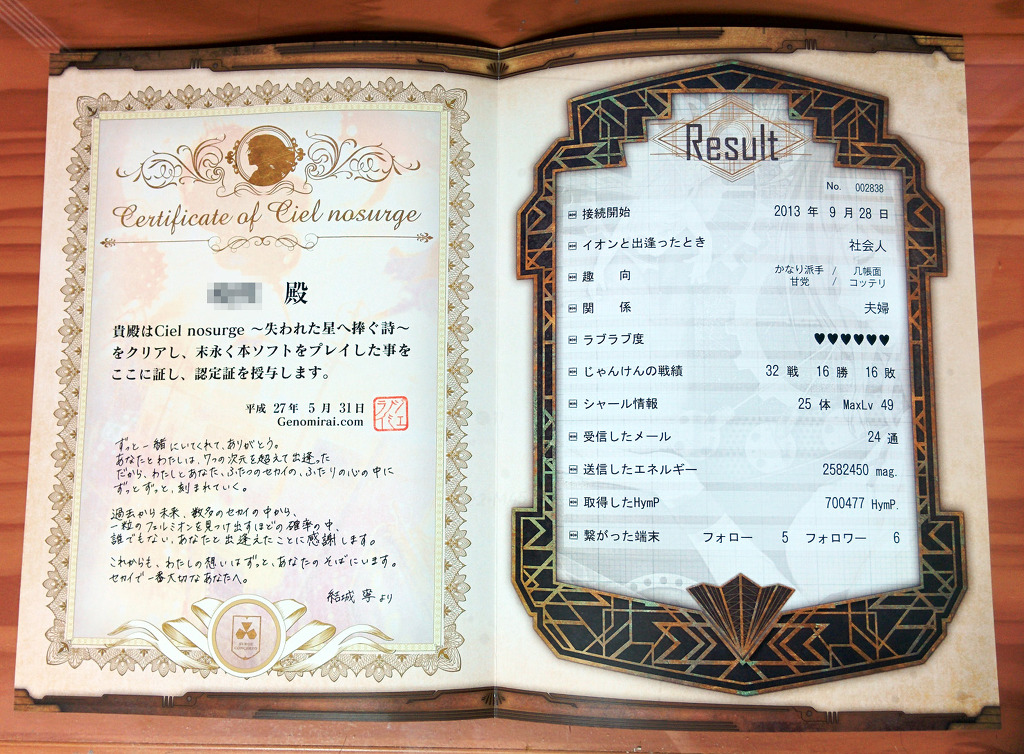 Certificate of Ciel nosurge
殿
貴殿はCiel nosurge ～失われた星へ捧ぐ詩～
をクリアし、末永く本ソフトをプレイした事を
ここに証し、認定証を授与します。
平成 27年 5月 31日
Genomirai.com
ジェノミライ
ずっと一緒にいてくれて、ありがとう。
あなたとわたしは、7つの次元を超えて出逢った
だから、わたしとあなた、ふたつのセカイの、ふたりの心の中に
ずっとずっと、刻まれていく。
過去から未来、数多のセカイの中から、
一粒のフェルミオンを見つけ出すほどの確率の中、
誰でもない、あなたと出逢えたことに感謝します。
これからも、わたしの想いはずっと、あなたのそばにいます。
セカイで一番大切なあなたへ。
結城 寧 より
Result
No. 002838
接続開始 2013 年 9 月 28 日
イオンと出逢ったとき 社会人
趣向 かなり派手 / 几帳面
甘党 / コッテリ
関係 夫婦
ラブラブ度 ♥♥♥♥♥♥
じゃんけんの戦績 32 戦 16 勝 16 敗
シャール情報 25 体 MaxLv 49
受信したメール 24 通
送信したエネルギー 2582450 mag.
取得したHymP 700477 HymP.
繋がった端末 フォロー 5 フォロワー 6